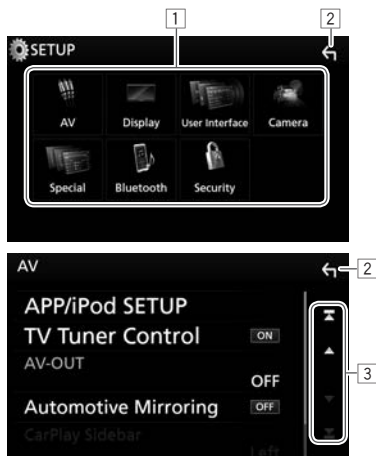 1 2
SETUP
AV Display User Interface Camera
Special Bluetooth Security
AV
2
APP/iPod SETUP
TV Tuner Control ON
AV-OUT
OFF
3
Automotive Mirroring OFF
CarPlay Sidebar
Left